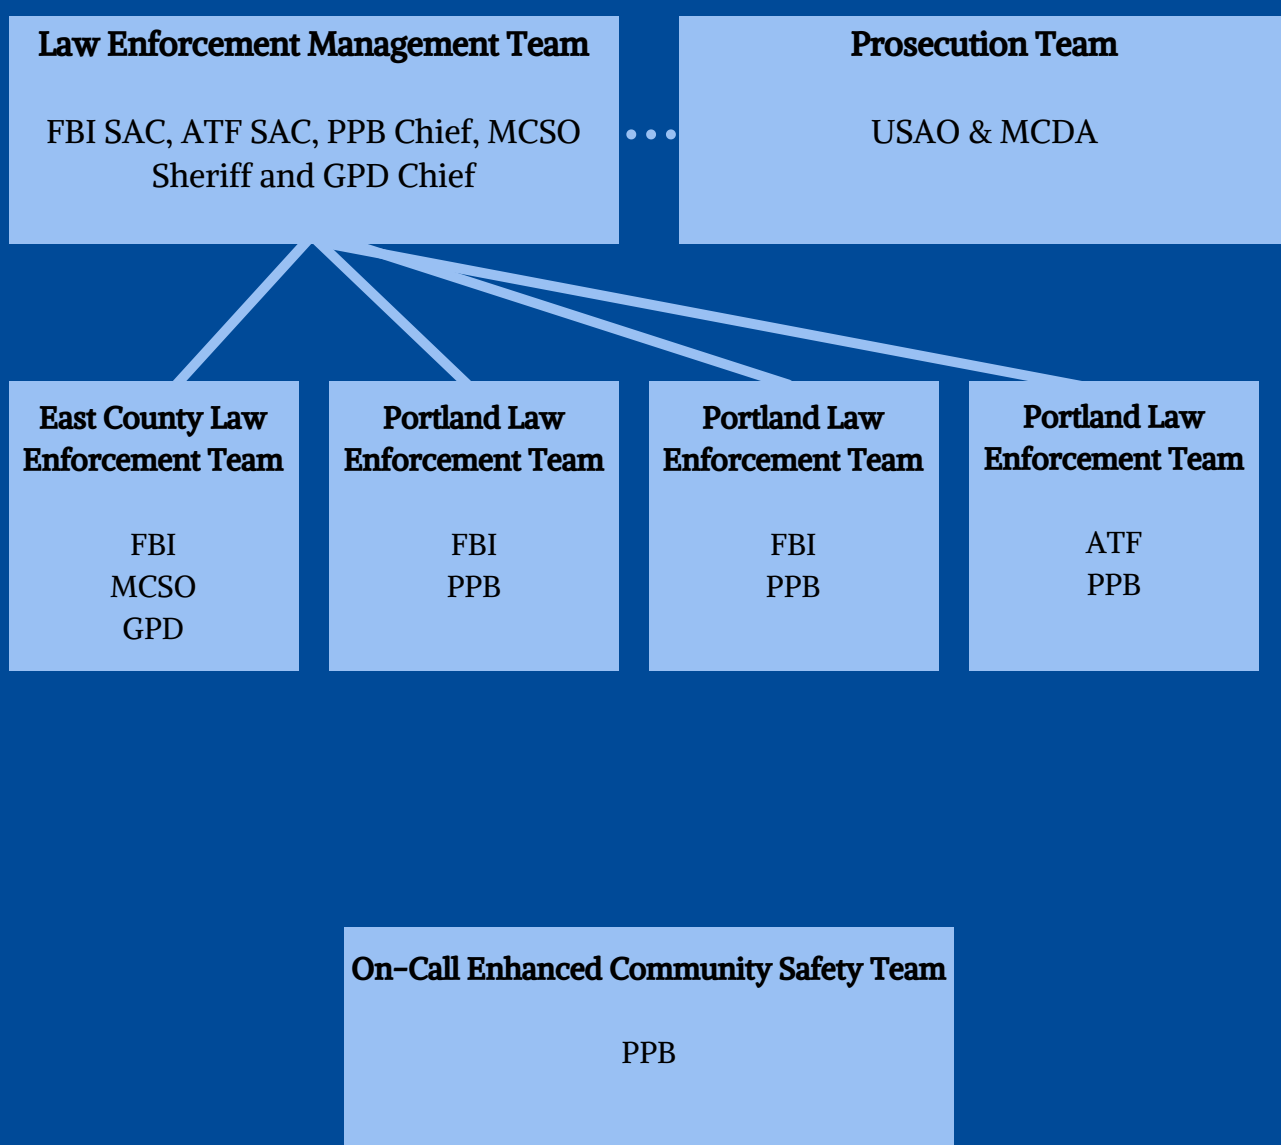 Law Enforcement Management Team
FBI SAC, ATF SAC, PPB Chief, MCSO
Sheriff and GPD Chief
Prosecution Team
USAO & MCDA
East County Law
Enforcement Team
FBI
MCSO
GPD
Portland Law
Enforcement Team
FBI
PPB
Portland Law
Enforcement Team
FBI
PPB
Portland Law
Enforcement Team
ATF
PPB
On-Call Enhanced Community Safety Team
PPB